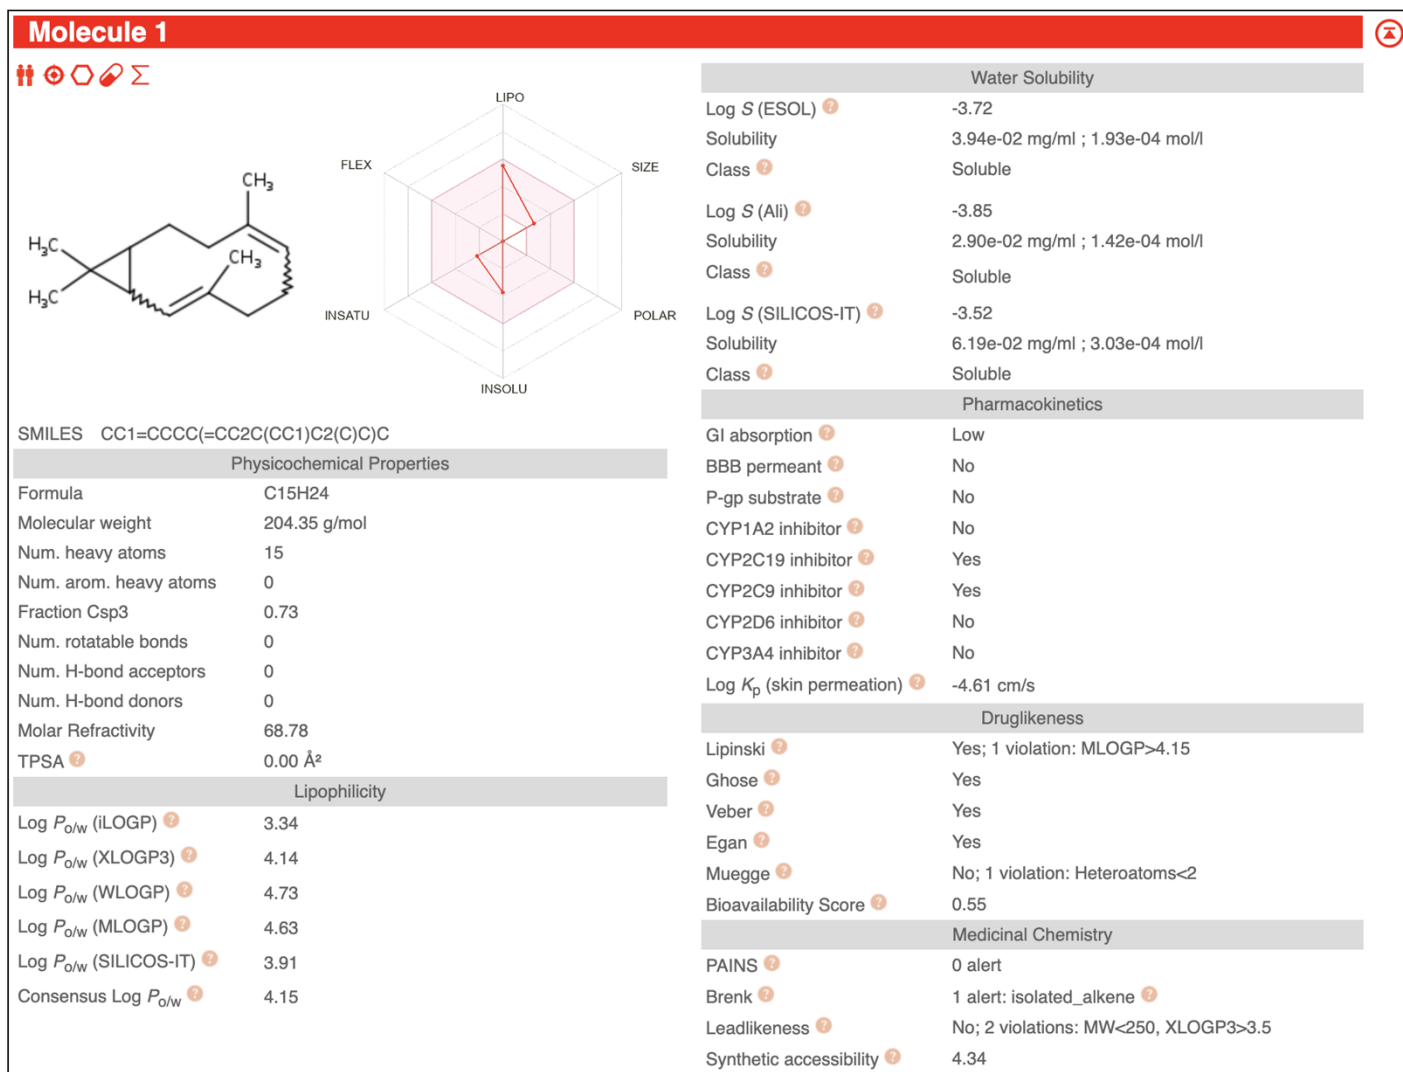 Molecule 1
LIPO
FLEX
SIZE
INSATU
POLAR
INSOLU
CH₃
CH₃
H₃C
H₃C
SMILES CC1=CCCC(=CC2C(CC1)C2(C)C)C
Physicochemical Properties
Formula C15H24
Molecular weight 204.35 g/mol
Num. heavy atoms 15
Num. arom. heavy atoms 0
Fraction Csp3 0.73
Num. rotatable bonds 0
Num. H-bond acceptors 0
Num. H-bond donors 0
Molar Refractivity 68.78
TPSA ? 0.00 Å²
Lipophilicity
Log Po/w (iLOGP) ? 3.34
Log Po/w (XLOGP3) ? 4.14
Log Po/w (WLOGP) ? 4.73
Log Po/w (MLOGP) ? 4.63
Log Po/w (SILICOS-IT) ? 3.91
Consensus Log Po/w ? 4.15
Water Solubility
Log S (ESOL) ? -3.72
Solubility 3.94e-02 mg/ml ; 1.93e-04 mol/l
Class ? Soluble
Log S (Ali) ? -3.85
Solubility 2.90e-02 mg/ml ; 1.42e-04 mol/l
Class ? Soluble
Log S (SILICOS-IT) ? -3.52
Solubility 6.19e-02 mg/ml ; 3.03e-04 mol/l
Class ? Soluble
Pharmacokinetics
GI absorption ? Low
BBB permeant ? No
P-gp substrate ? No
CYP1A2 inhibitor ? No
CYP2C19 inhibitor ? Yes
CYP2C9 inhibitor ? Yes
CYP2D6 inhibitor ? No
CYP3A4 inhibitor ? No
Log Kp (skin permeation) ? -4.61 cm/s
Druglikeness
Lipinski ? Yes; 1 violation: MLOGP>4.15
Ghose ? Yes
Veber ? Yes
Egan ? Yes
Muegge ? No; 1 violation: Heteroatoms<2
Bioavailability Score ? 0.55
Medicinal Chemistry
PAINS ? 0 alert
Brenk ? 1 alert: isolated_alkene ?
Leadlikeness ? No; 2 violations: MW<250, XLOGP3>3.5
Synthetic accessibility ? 4.34